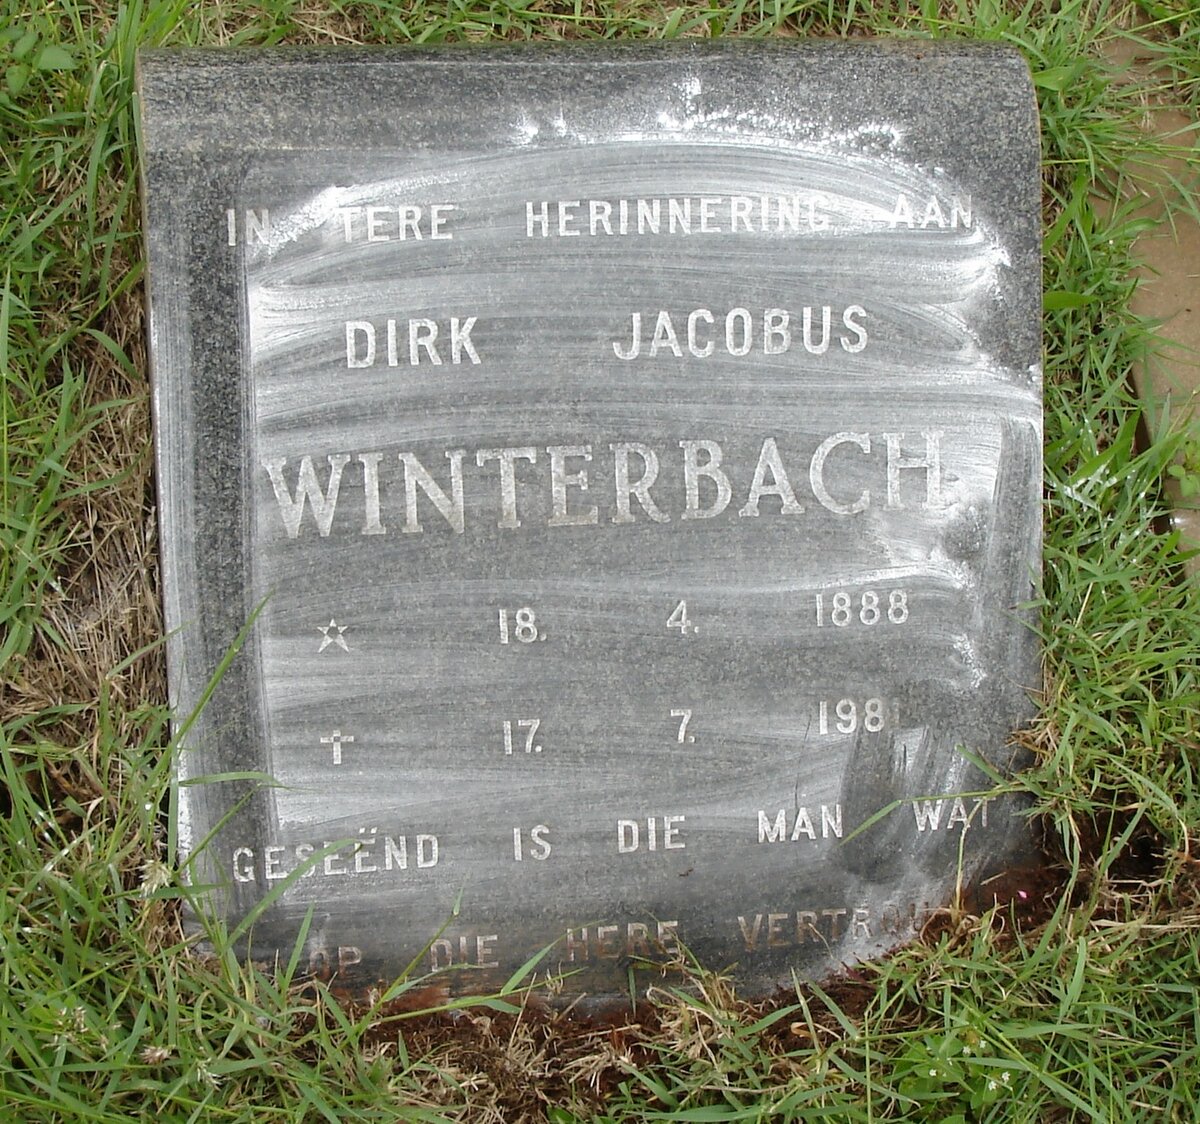 IN TERE HERINNERING AAN
DIRK JACOBUS
WINTERBACH
☆ 18. 4. 1888
✝ 17. 7.
GESEËND IS DIE MAN WAT
OP DIE HERE VERTROU